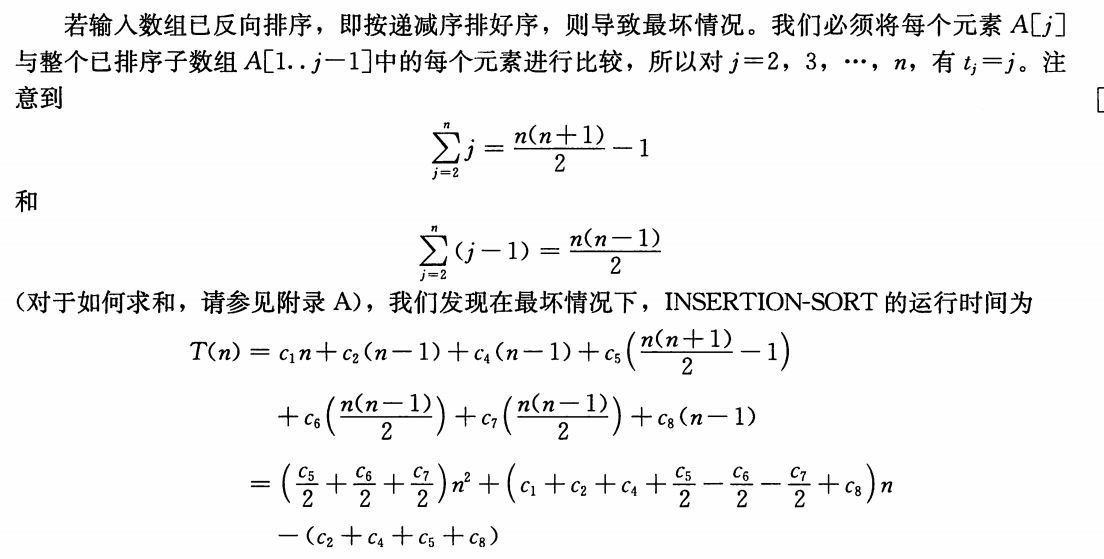 若输入数组已反向排序，即按递减序排好序，则导致最坏情况。我们必须将每个元素 A[j]
与整个已排序子数组 A[1..j−1]中的每个元素进行比较，所以对 j=2，3，…，n，有 t_j=j。注
意到
\sum_{j=2}^{n} j = \frac{n(n+1)}{2} - 1
和
\sum_{j=2}^{n} (j-1) = \frac{n(n-1)}{2}
（对于如何求和，请参见附录 A），我们发现在最坏情况下，INSERTION-SORT 的运行时间为
T(n) = c_1 n + c_2(n-1) + c_4(n-1) + c_5\left(\frac{n(n+1)}{2} - 1\right)
+ c_6\left(\frac{n(n-1)}{2}\right) + c_7\left(\frac{n(n-1)}{2}\right) + c_8(n-1)
= \left(\frac{c_5}{2} + \frac{c_6}{2} + \frac{c_7}{2}\right)n^2 + \left(c_1 + c_2 + c_4 + \frac{c_5}{2} - \frac{c_6}{2} - \frac{c_7}{2} + c_8\right)n
- (c_2 + c_4 + c_5 + c_8)